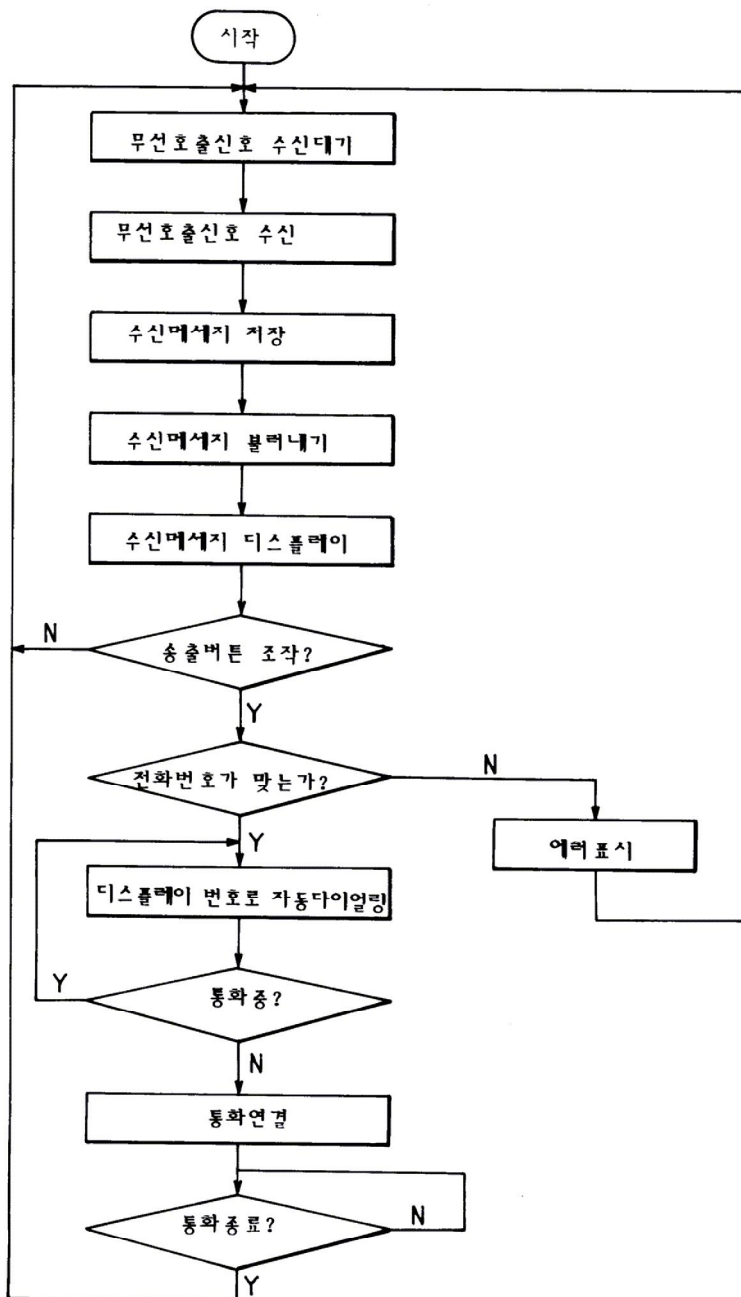 시작
무선호출신호 수신대기
무선호출신호 수신
수신메세지 저장
수신메세지 불러내기
수신메세지 디스플레이
송출버튼 조작?
N
Y
전화번호가 맞는가?
N
Y
에러표시
디스플레이 번호로 자동다이얼링
통화중?
Y
N
통화연결
통화종료?
N
Y